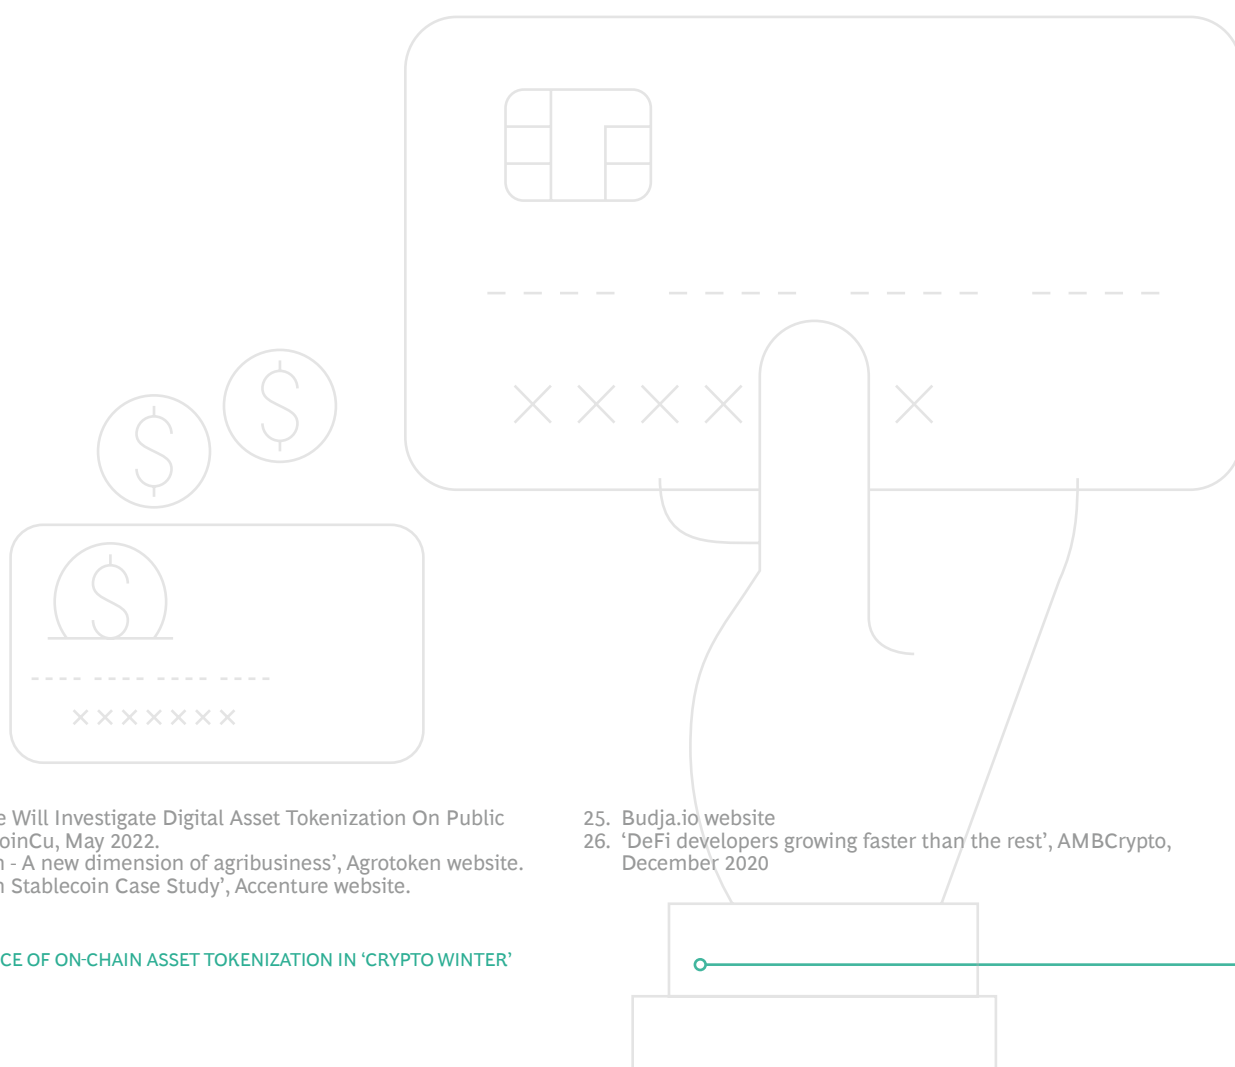 e Will Investigate Digital Asset Tokenization On Public
oinCu, May 2022.
n - A new dimension of agribusiness’, Agrotoken website.
n Stablecoin Case Study’, Accenture website.
25. Budja.io website
26. ‘DeFi developers growing faster than the rest’, AMBCrypto,
December 2020
CE OF ON-CHAIN ASSET TOKENIZATION IN ‘CRYPTO WINTER’